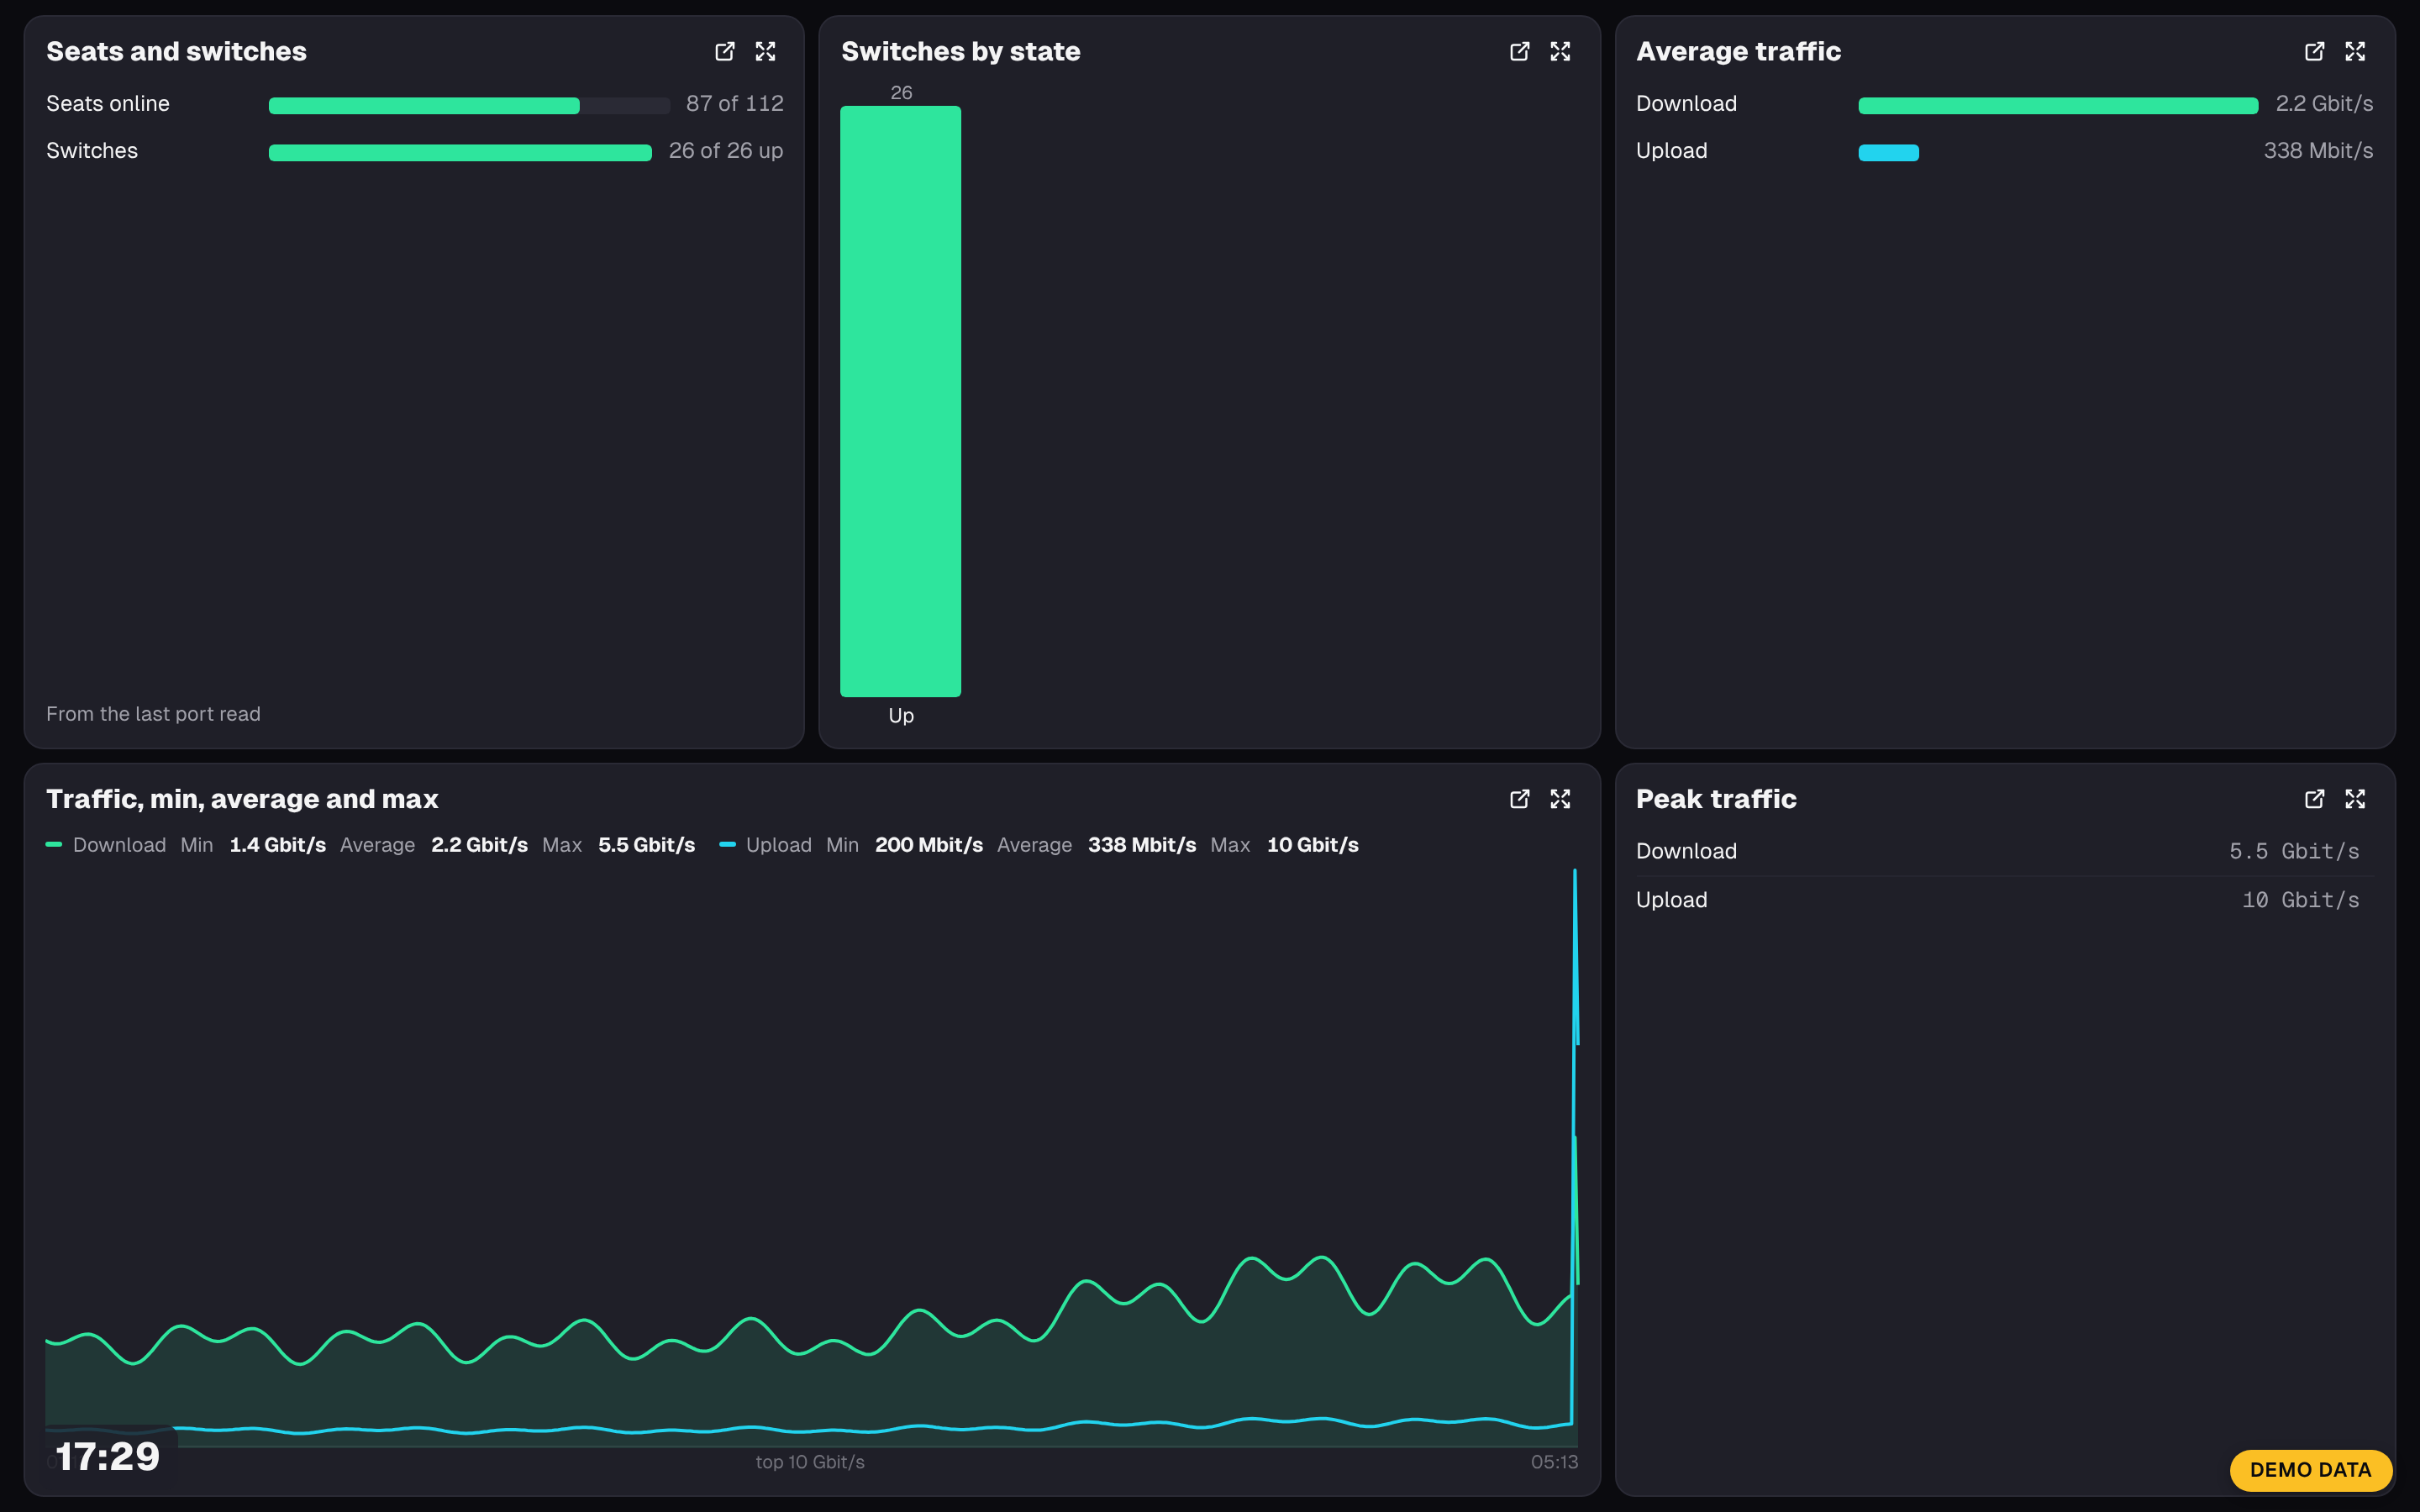 Seats and switches
Seats online 87 of 112
Switches 26 of 26 up
From the last port read
Switches by state
26
Up
Average traffic
Download 2.2 Gbit/s
Upload 338 Mbit/s
Traffic, min, average and max
Download Min 1.4 Gbit/s Average 2.2 Gbit/s Max 5.5 Gbit/s Upload Min 200 Mbit/s Average 338 Mbit/s Max 10 Gbit/s
17:29
top 10 Gbit/s
05:13
Peak traffic
Download 5.5 Gbit/s
Upload 10 Gbit/s
DEMO DATA